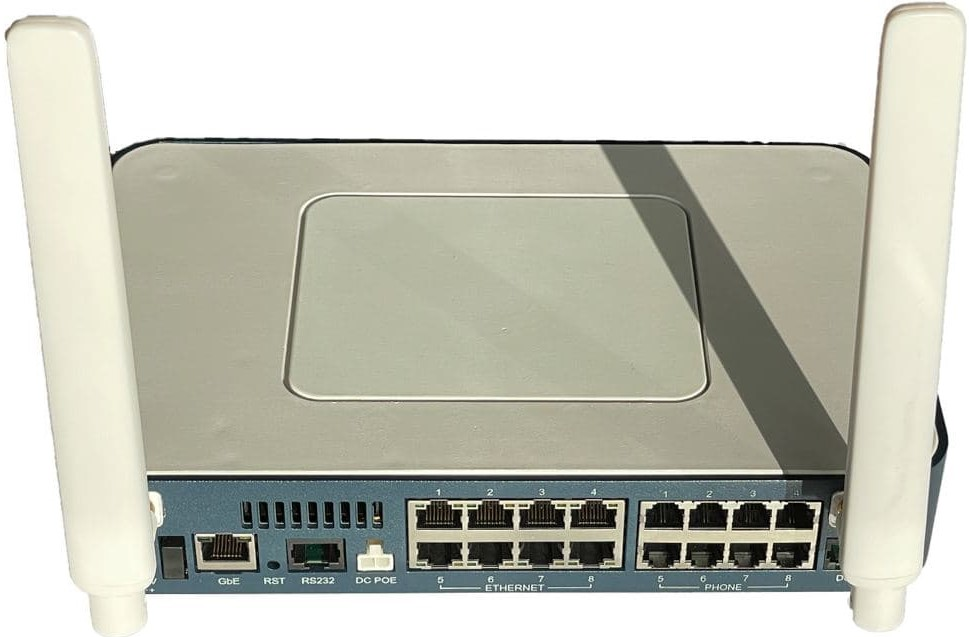 1 2 3 4
1 2 3 4
GbE RST RS232 DC POE
5 6 7 8
ETHERNET
5 6 7 8
PHONE